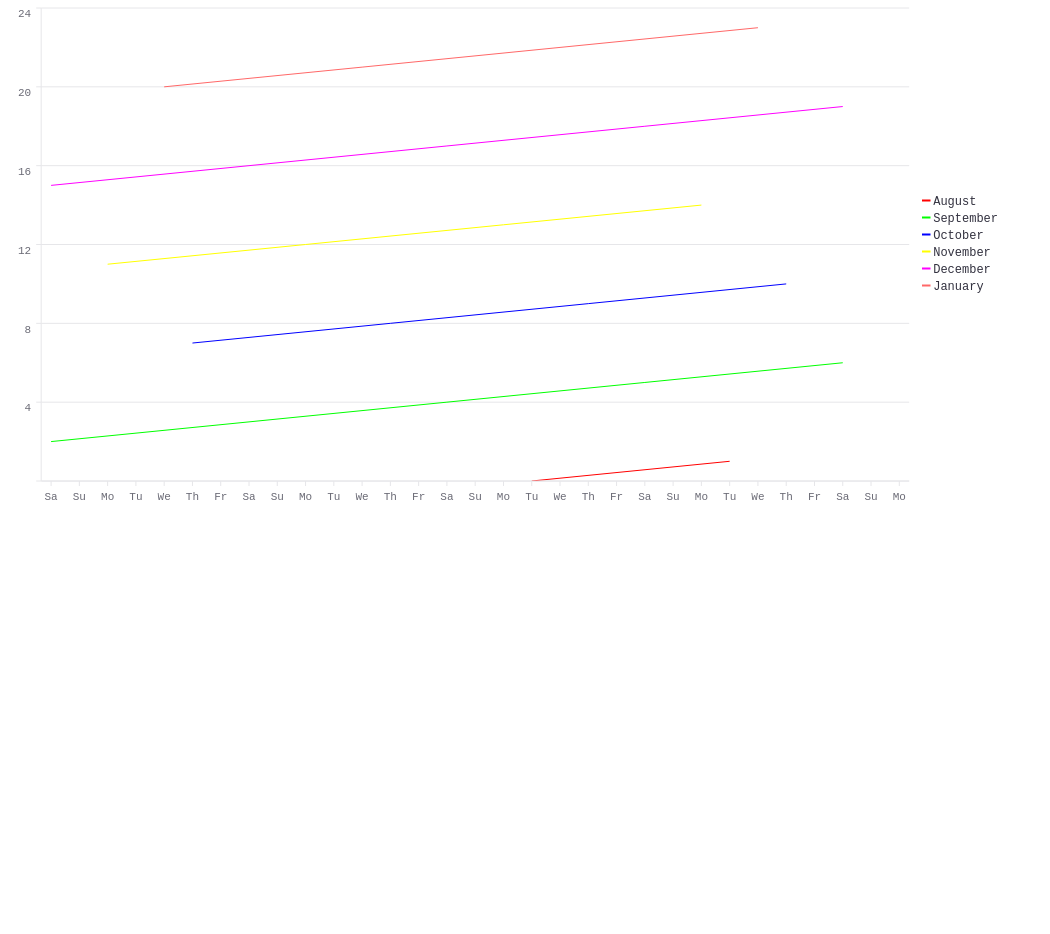 24
20
16
12
8
4
Sa Su Mo Tu We Th Fr Sa Su Mo Tu We Th Fr Sa Su Mo Tu We Th Fr Sa Su Mo Tu We Th Fr Sa Su Mo
August
September
October
November
December
January